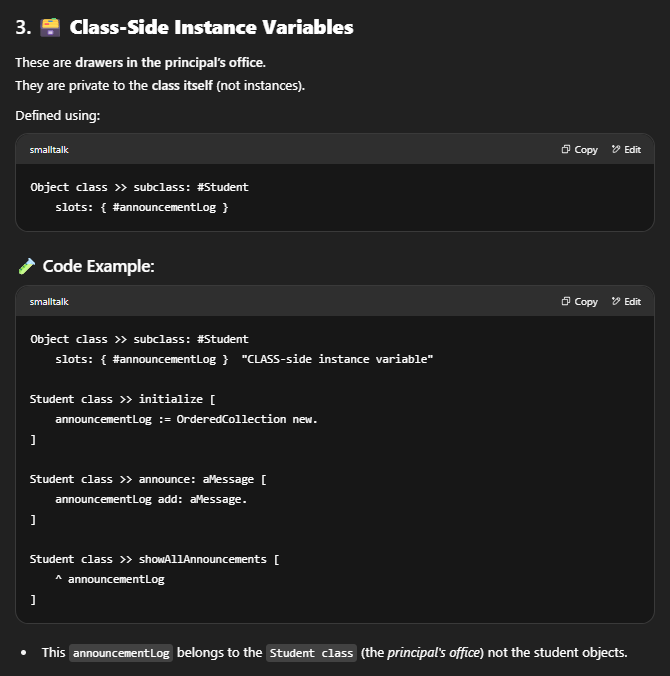 3. 🗃️ Class-Side Instance Variables
These are drawers in the principal's office.
They are private to the class itself (not instances).
Defined using:
smalltalk
Copy
Edit
Object class >> subclass: #Student
    slots: { #announcementLog }
🧪 Code Example:
smalltalk
Copy
Edit
Object class >> subclass: #Student
    slots: { #announcementLog }  "CLASS-side instance variable"
Student class >> initialize [
    announcementLog := OrderedCollection new.
]
Student class >> announce: aMessage [
    announcementLog add: aMessage.
]
Student class >> showAllAnnouncements [
    ^ announcementLog
]
• This announcementLog belongs to the Student class (the principal's office) not the student objects.